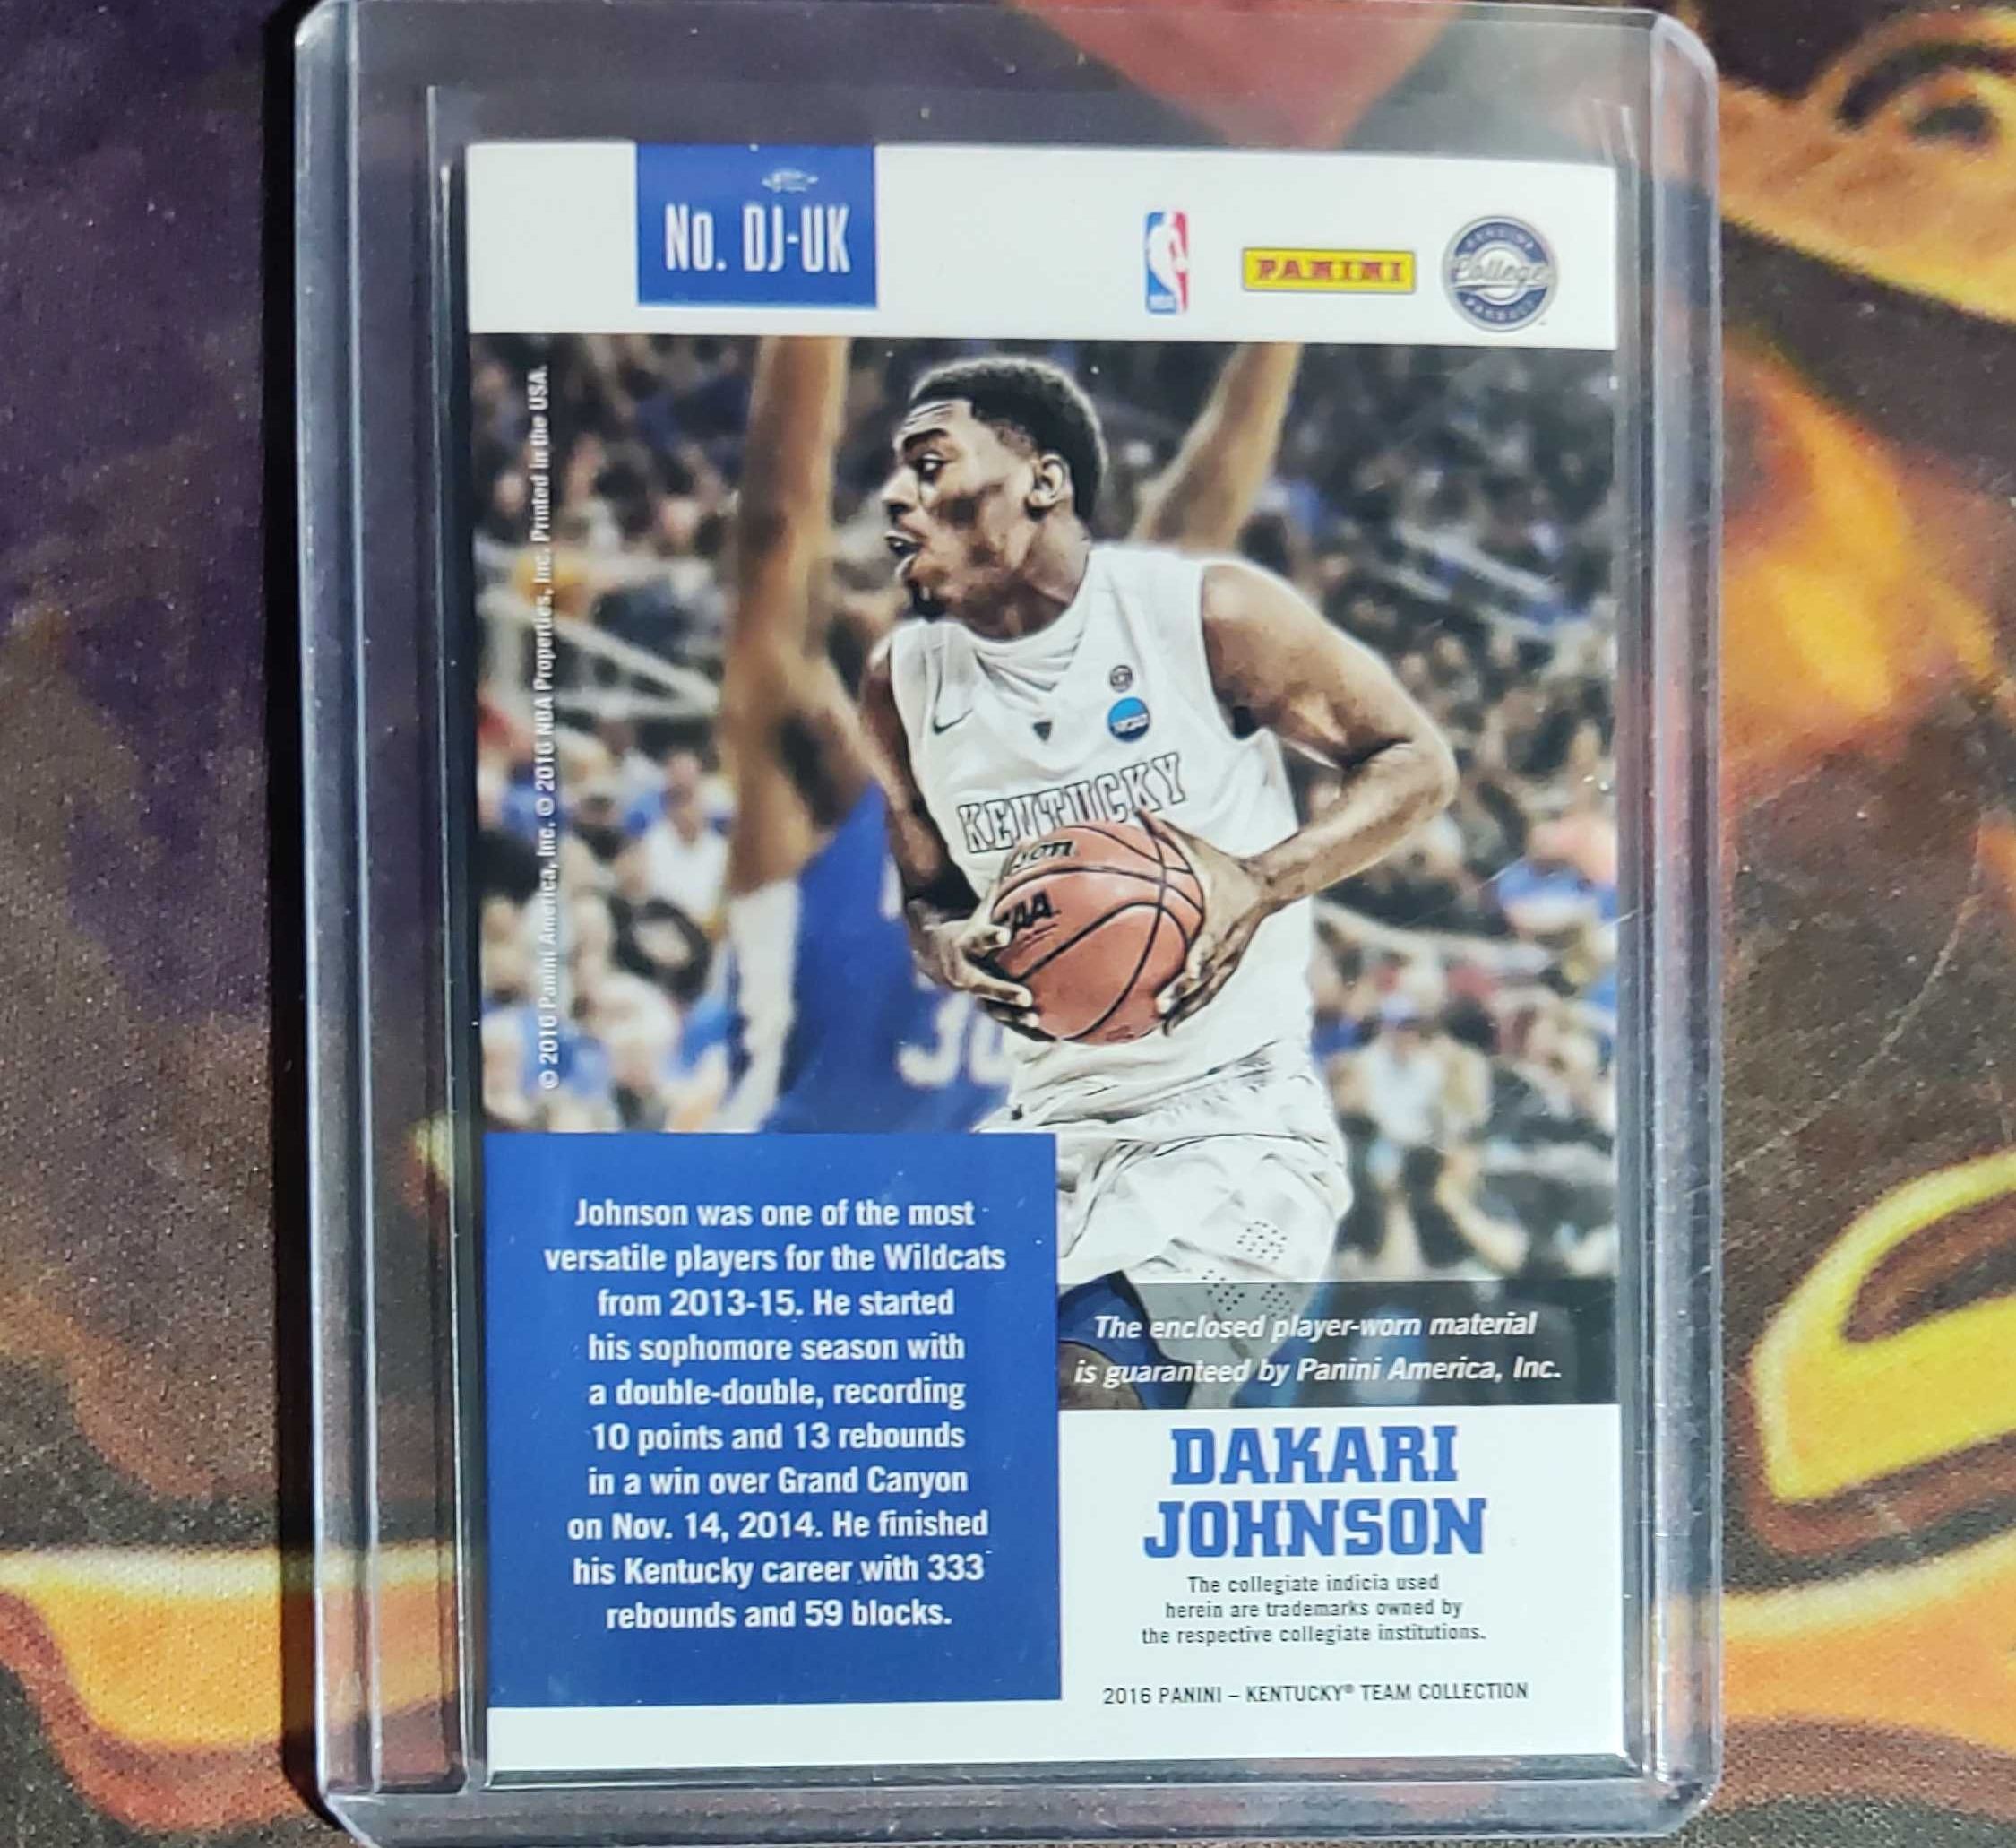 No. DJ-UK
PANINI
GENUINE
College
PRODUCT
© 2016 Panini America, Inc. © 2016 NBA Properties, Inc. Printed in the USA.
NCAA
KENTUCKY
30
Johnson was one of the most
versatile players for the Wildcats
from 2013-15. He started
his sophomore season with
a double-double, recording
10 points and 13 rebounds
in a win over Grand Canyon
on Nov. 14, 2014. He finished
his Kentucky career with 333
rebounds and 59 blocks.
The enclosed player-worn material
is guaranteed by Panini America, Inc.
DAKARI
JOHNSON
The collegiate indicia used
herein are trademarks owned by
the respective collegiate institutions.
2016 PANINI – KENTUCKY® TEAM COLLECTION